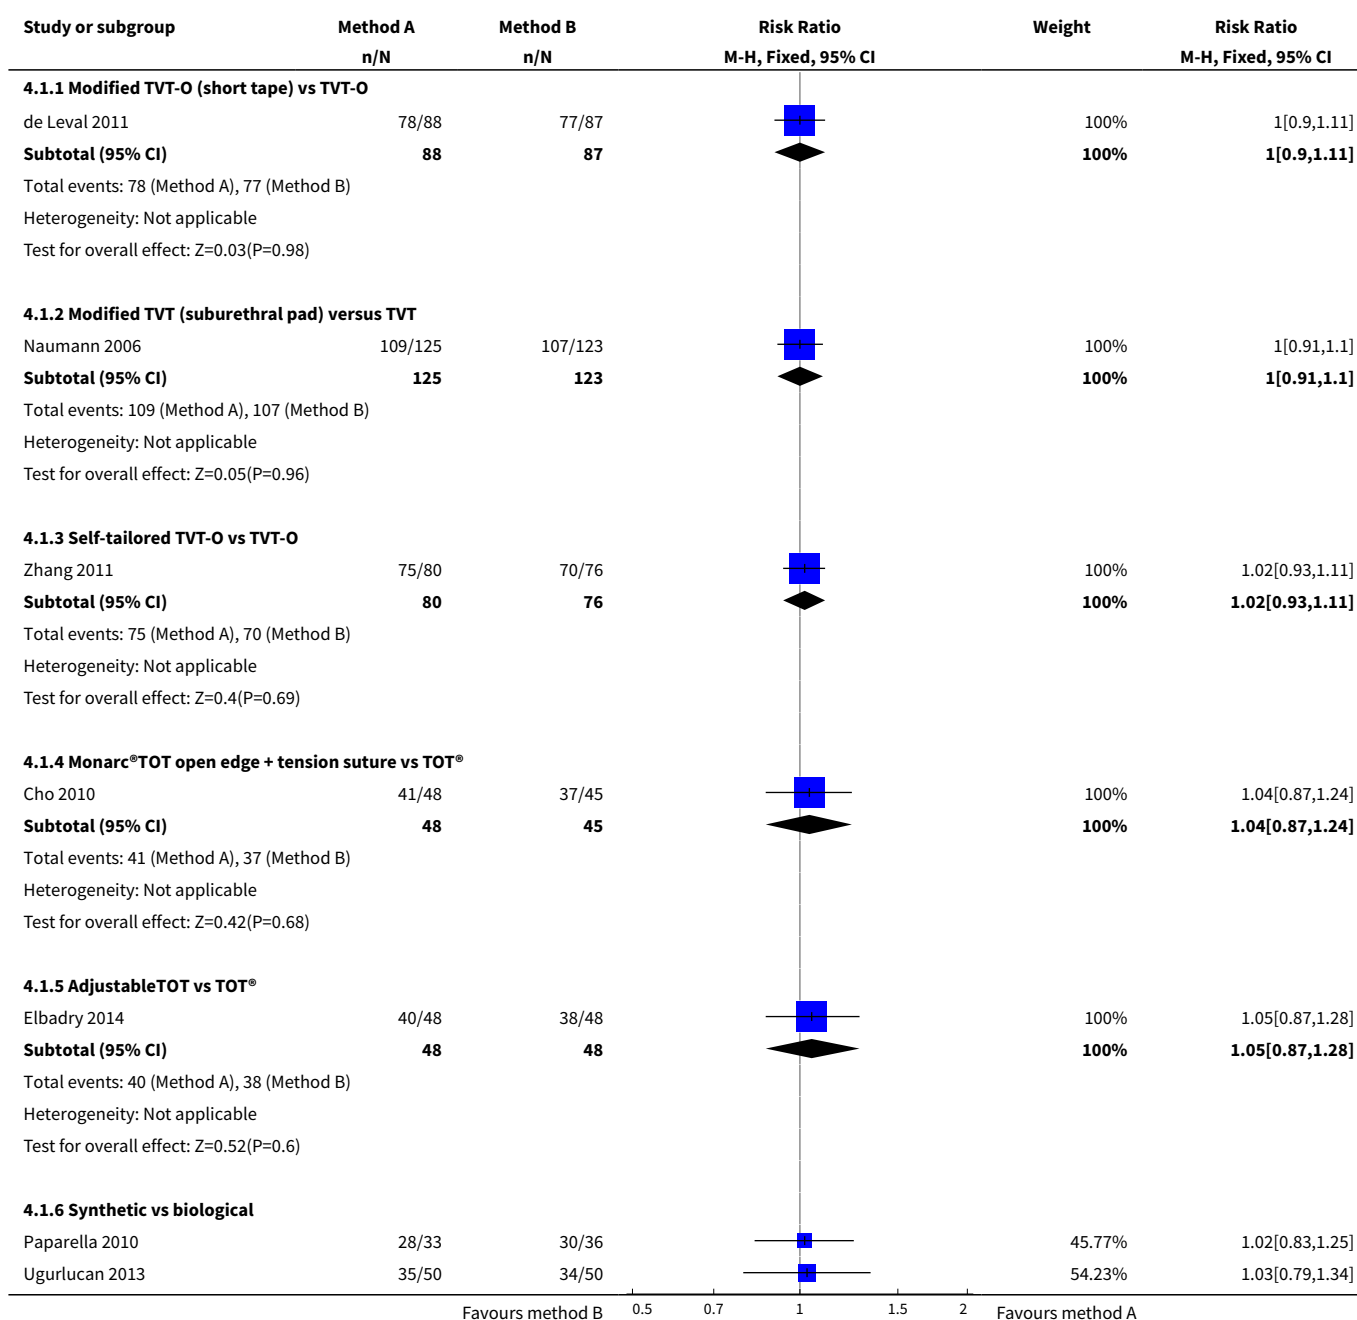 Study or subgroup Method A Method B Risk Ratio Weight Risk Ratio
n/N n/N M-H, Fixed, 95% CI M-H, Fixed, 95% CI
4.1.1 Modified TVT-O (short tape) vs TVT-O
de Leval 2011 78/88 77/87 100% 1[0.9,1.11]
Subtotal (95% CI) 88 87 100% 1[0.9,1.11]
Total events: 78 (Method A), 77 (Method B)
Heterogeneity: Not applicable
Test for overall effect: Z=0.03(P=0.98)
4.1.2 Modified TVT (suburethral pad) versus TVT
Naumann 2006 109/125 107/123 100% 1[0.91,1.1]
Subtotal (95% CI) 125 123 100% 1[0.91,1.1]
Total events: 109 (Method A), 107 (Method B)
Heterogeneity: Not applicable
Test for overall effect: Z=0.05(P=0.96)
4.1.3 Self-tailored TVT-O vs TVT-O
Zhang 2011 75/80 70/76 100% 1.02[0.93,1.11]
Subtotal (95% CI) 80 76 100% 1.02[0.93,1.11]
Total events: 75 (Method A), 70 (Method B)
Heterogeneity: Not applicable
Test for overall effect: Z=0.4(P=0.69)
4.1.4 Monarc®TOT open edge + tension suture vs TOT®
Cho 2010 41/48 37/45 100% 1.04[0.87,1.24]
Subtotal (95% CI) 48 45 100% 1.04[0.87,1.24]
Total events: 41 (Method A), 37 (Method B)
Heterogeneity: Not applicable
Test for overall effect: Z=0.42(P=0.68)
4.1.5 AdjustableTOT vs TOT®
Elbadry 2014 40/48 38/48 100% 1.05[0.87,1.28]
Subtotal (95% CI) 48 48 100% 1.05[0.87,1.28]
Total events: 40 (Method A), 38 (Method B)
Heterogeneity: Not applicable
Test for overall effect: Z=0.52(P=0.6)
4.1.6 Synthetic vs biological
Paparella 2010 28/33 30/36 45.77% 1.02[0.83,1.25]
Ugurlucan 2013 35/50 34/50 54.23% 1.03[0.79,1.34]
Favours method B 0.5 0.7 1 1.5 2 Favours method A